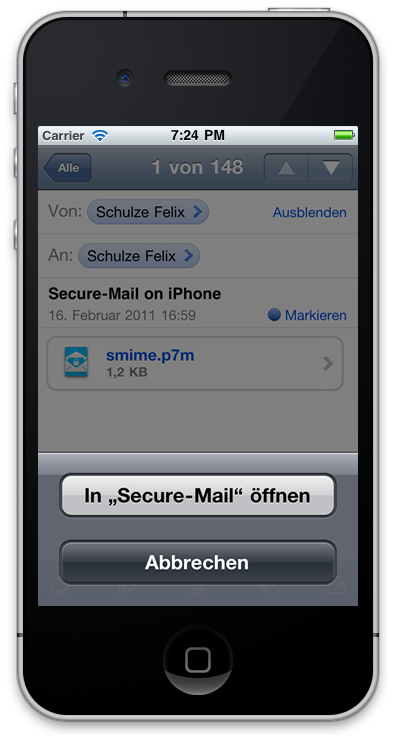 Carrier 7:24 PM
Alle 1 von 148
Von: Schulze Felix Ausblenden
An: Schulze Felix
Secure-Mail on iPhone
16. Februar 2011 16:59 Markieren
smime.p7m
1,2 KB
In „Secure-Mail“ öffnen
Abbrechen